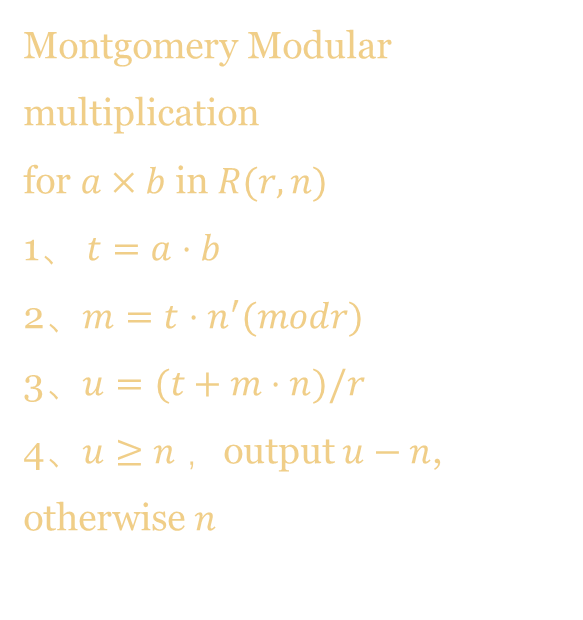 Montgomery Modular
multiplication
for a × b in R(r, n)
1、 t = a · b
2、m = t · n′(modr)
3、u = (t + m · n)/r
4、u ≥ n ， output u − n,
otherwise n